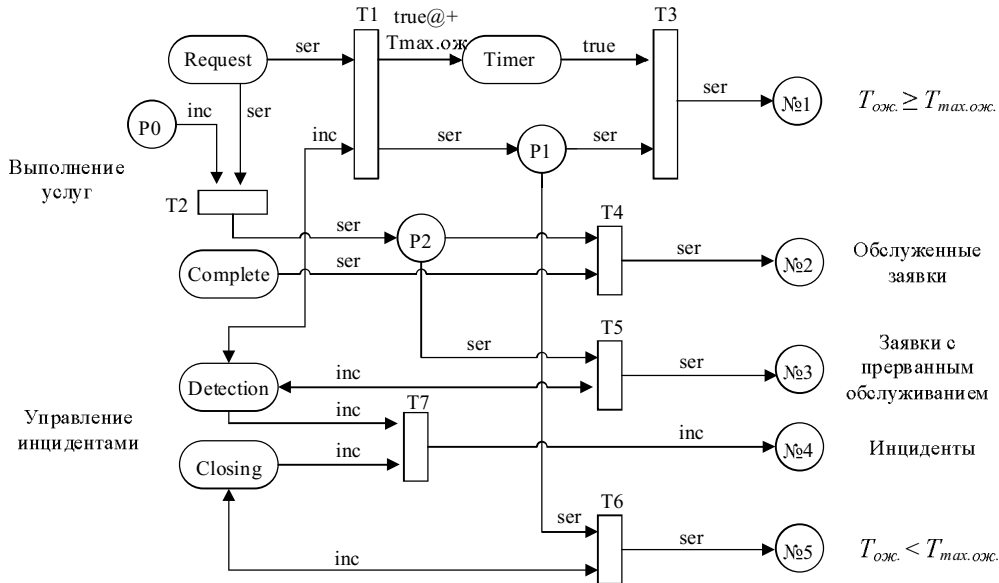 T1
true@+
Tmax.ож
T3
Request
ser
Timer
true
ser
№1
Tож. ≥ Tmax.ож.
P0
inc
ser
inc
ser
P1
ser
Выполнение
услуг
T2
ser
P2
T4
ser
№2
Обслуженные
заявки
Complete
ser
T5
ser
ser
№3
Заявки с
прерванным
обслуживанием
Detection
inc
Управление
инцидентами
inc
T7
inc
№4
Инциденты
Closing
inc
T6
ser
ser
№5
Tож. < Tmax.ож.
inc